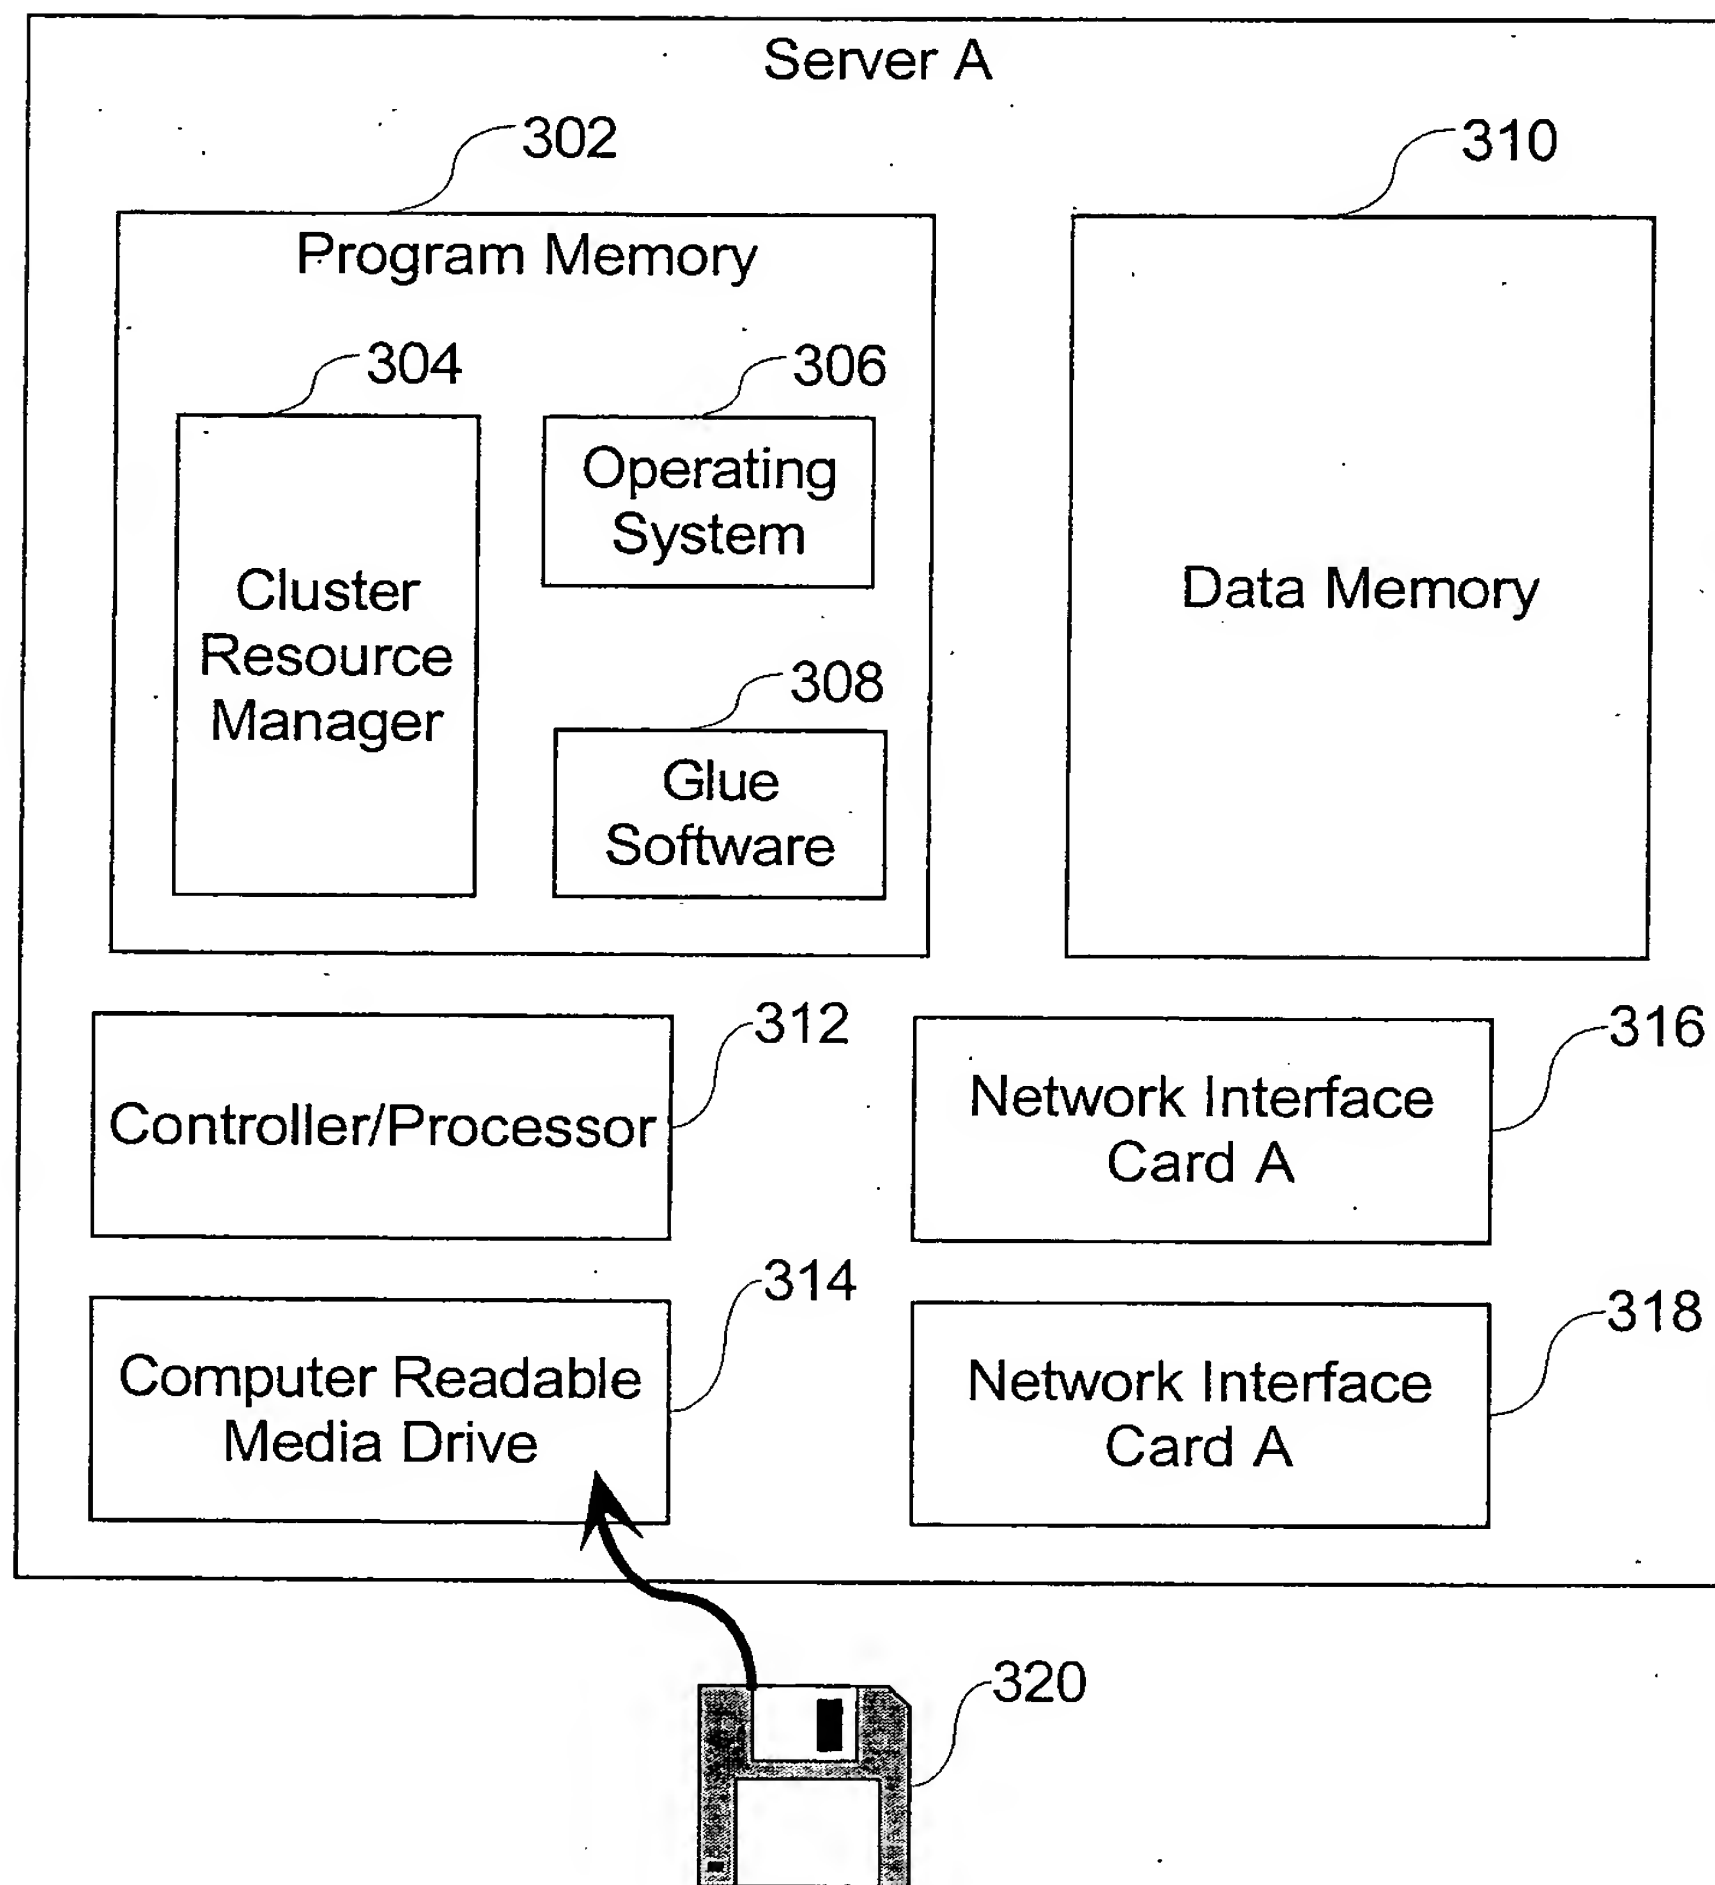 Server A
302
310
Program Memory
304
306
Operating
System
Cluster
Resource
Manager
Data Memory
308
Glue
Software
312
316
Controller/Processor
Network Interface
Card A
314
318
Computer Readable
Media Drive
Network Interface
Card A
320